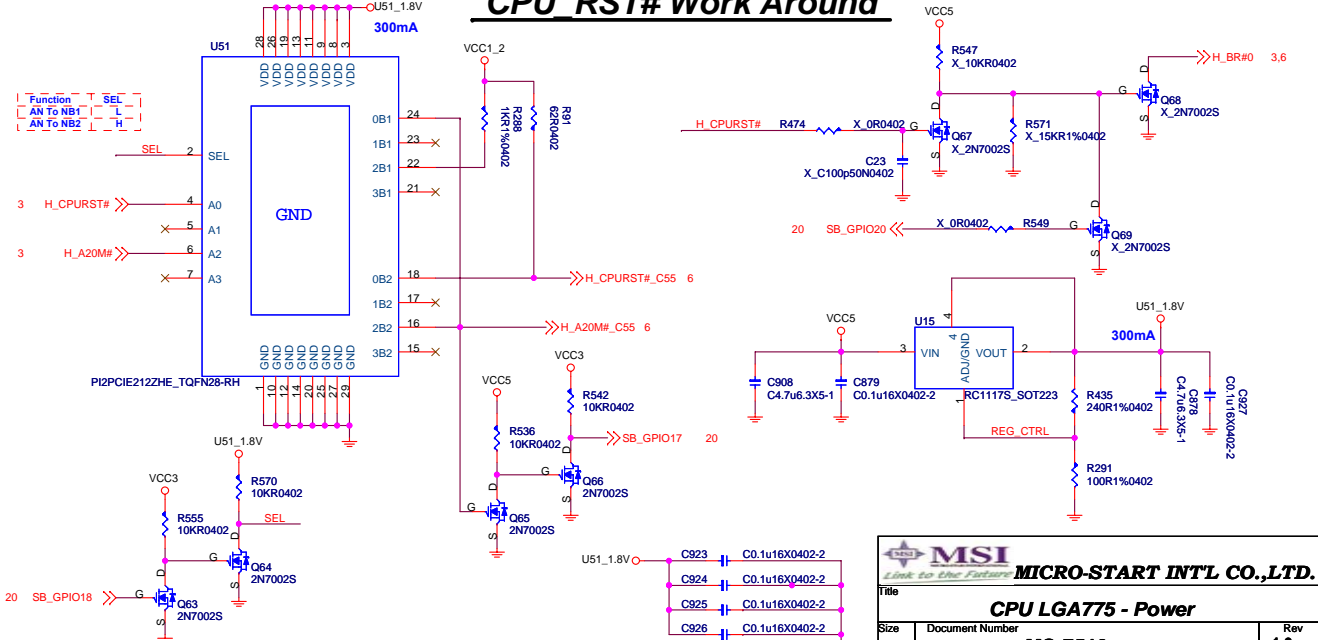 CPU_RST# Work Around
U51_1.8V
300mA
U51
28
26
19
13
11
9
8
3
VDD
VDD
VDD
VDD
VDD
VDD
VDD
VDD
Function SEL
AN To NB1 L
AN To NB2 H
SEL 2 SEL
3 H_CPURST# 4 A0
5 A1
3 H_A20M# 6 A2
7 A3
GND
0B1 24
1B1 23
2B1 22
3B1 21
0B2 18
1B2 17
2B2 16
3B2 15
GND
GND
GND
GND
GND
GND
GND
GND
1
10
12
14
20
25
27
29
PI2PCIE212ZHE_TQFN28-RH
VCC1_2
R288
1KR1%0402
R91
62R0402
H_CPURST#_C55 6
H_A20M#_C55 6
VCC3
R542
10KR0402
SB_GPIO17 20
D
G
S
Q66
2N7002S
VCC5
R536
10KR0402
D
G
S
Q65
2N7002S
U51_1.8V
R570
10KR0402
SEL
D
G
S
Q64
2N7002S
VCC3
R555
10KR0402
20 SB_GPIO18
D
G
S
Q63
2N7002S
VCC5
R547
X_10KR0402
H_CPURST# R474 X_0R0402
C23
X_C100p50N0402
D
G
S
Q67
X_2N7002S
R571
X_15KR1%0402
H_BR#0 3,6
D
G
S
Q68
X_2N7002S
20 SB_GPIO20 X_0R0402 R549
D
G
S
Q69
X_2N7002S
VCC5
C908
C4.7u6.3X5-1
C879
C0.1u16X0402-2
U15
3 VIN
4
4
ADJ/GND
VOUT 2
1
RC1117S_SOT223
REG_CTRL
R435
240R1%0402
R291
100R1%0402
U51_1.8V
300mA
C878
C4.7u6.3X5-1
C927
C0.1u16X0402-2
U51_1.8V
C923 C0.1u16X0402-2
C924 C0.1u16X0402-2
C925 C0.1u16X0402-2
C926 C0.1u16X0402-2
MSI
MSI
Link to the Future
MICRO-START INT'L CO.,LTD.
Title
CPU LGA775 - Power
Size Document Number Rev